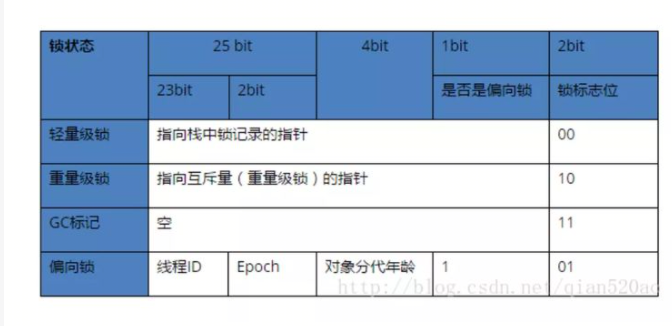 锁状态 25 bit 4bit 1bit 2bit
23bit 2bit 是否是偏向锁 锁标志位
轻量级锁 指向栈中锁记录的指针 00
重量级锁 指向互斥量（重量级锁）的指针 10
GC标记 空 11
偏向锁 线程ID Epoch 对象分代年龄 1 01
http://blog.csdn.net/qian520ao